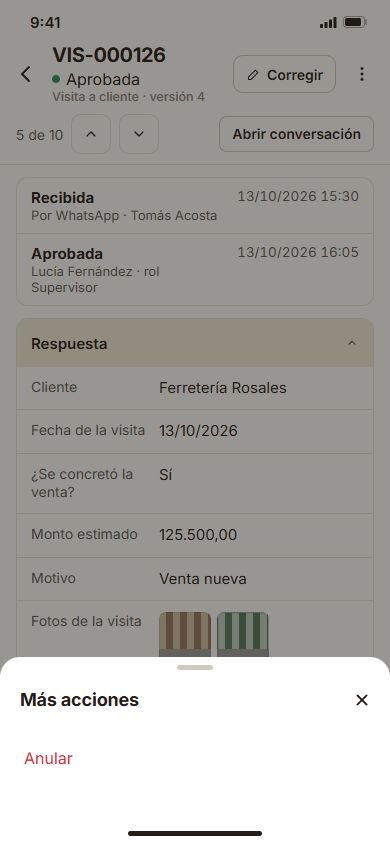 9:41
VIS-000126
Aprobada
Visita a cliente · versión 4
Corregir
5 de 10
Abrir conversación
Recibida
13/10/2026 15:30
Por WhatsApp · Tomás Acosta
Aprobada
13/10/2026 16:05
Lucía Fernández · rol
Supervisor
Respuesta
Cliente
Ferretería Rosales
Fecha de la visita
13/10/2026
¿Se concretó la
venta?
Sí
Monto estimado
125.500,00
Motivo
Venta nueva
Fotos de la visita
Más acciones
Anular